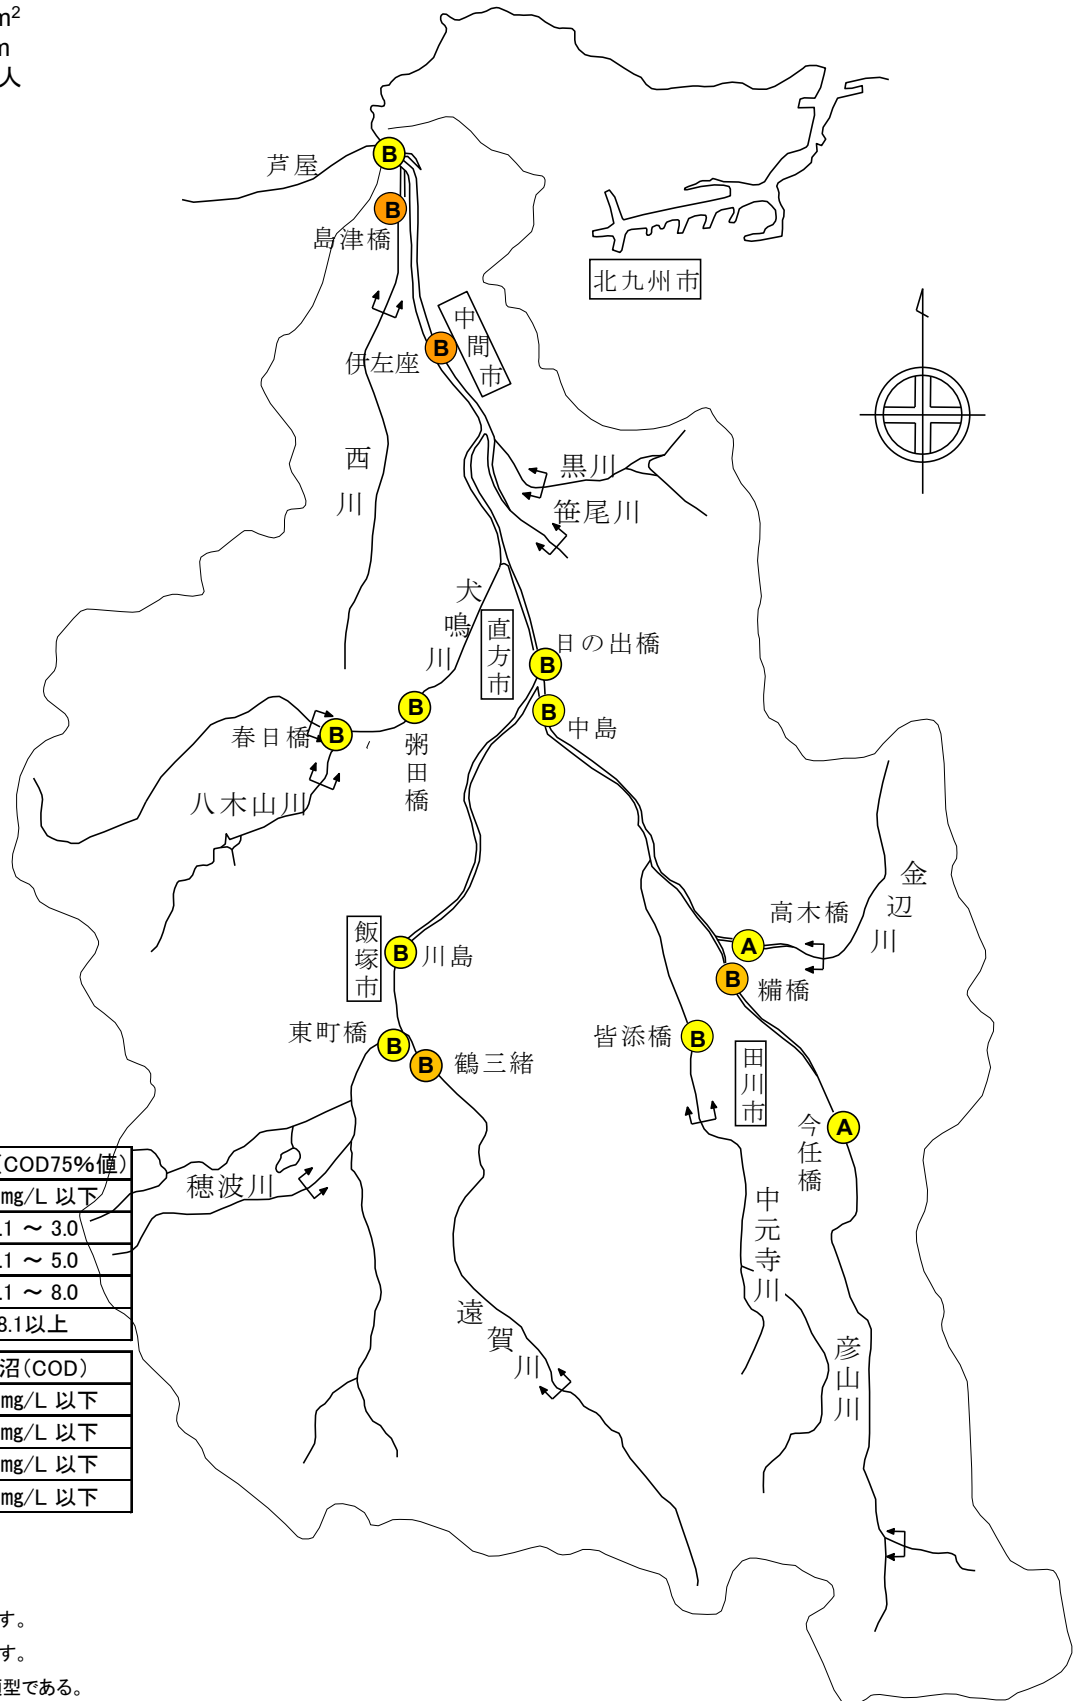 m²
m
人
芦屋
B
B
島津橋
北九州市
中間市
B
伊左座
西川
黒川
笹尾川
犬鳴川
直方市
日の出橋
B
B
中島
B
粥田橋
春日橋
B
八木山川
金辺川
高木橋
A
B
糒橋
飯塚市
B
川島
東町橋
B
B
鶴三緒
皆添橋
B
田川市
今任橋
A
穂波川
中元寺川
遠賀川
彦山川
(COD75%値)
mg/L 以下
.1 ～ 3.0
.1 ～ 5.0
.1 ～ 8.0
8.1以上
沼(COD)
mg/L 以下
mg/L 以下
mg/L 以下
mg/L 以下
す。
す。
型である。